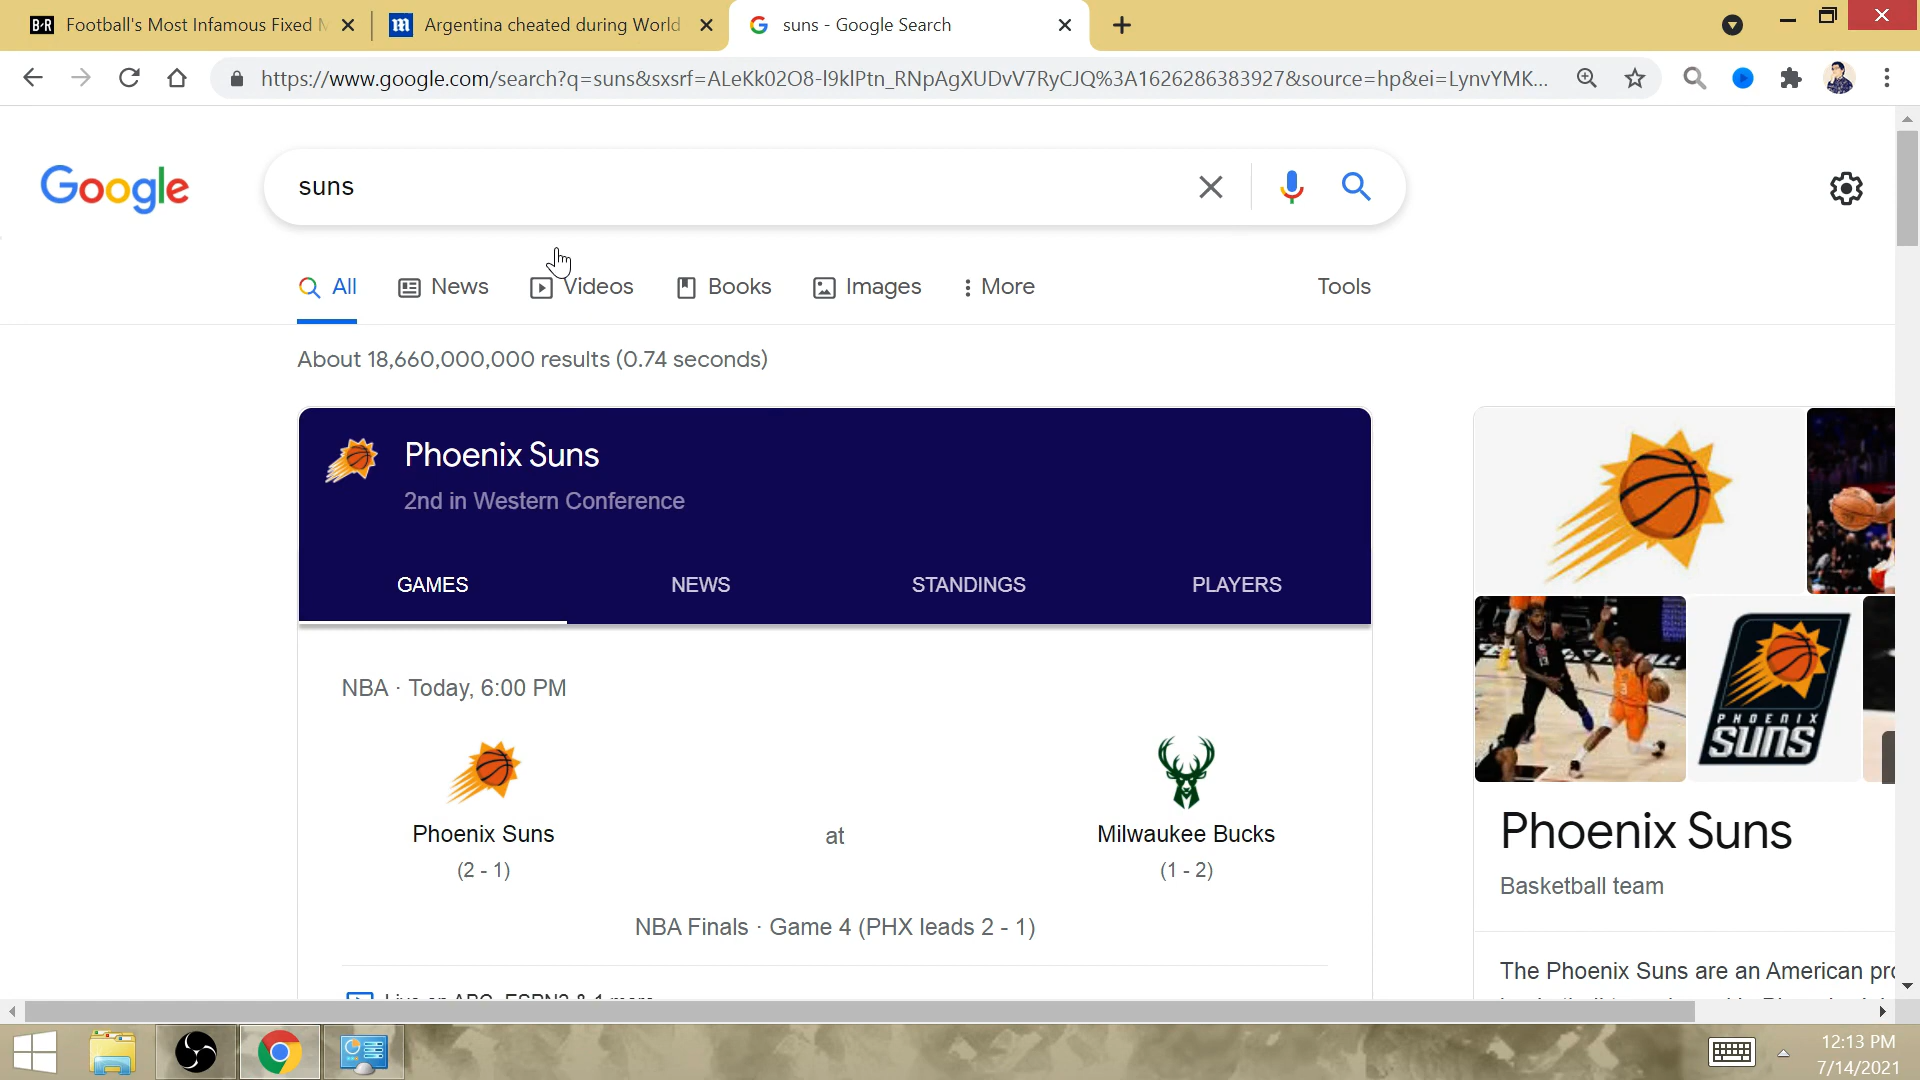 B/R Football's Most Infamous Fixed
m Argentina cheated during World
suns - Google Search
https://www.google.com/search?q=suns&sxsrf=ALeKk02O8-l9klPtn_RNpAgXUDvV7RyCJQ%3A1626286383927&source=hp&ei=LynvYMK...
Google
suns
All
News
Videos
Books
Images
More
Tools
About 18,660,000,000 results (0.74 seconds)
Phoenix Suns
2nd in Western Conference
GAMES
NEWS
STANDINGS
PLAYERS
NBA · Today, 6:00 PM
Phoenix Suns
(2 - 1)
at
Milwaukee Bucks
(1 - 2)
NBA Finals · Game 4 (PHX leads 2 - 1)
PHOENIX
SUNS
Phoenix Suns
Basketball team
The Phoenix Suns are an American pro
12:13 PM
7/14/2021